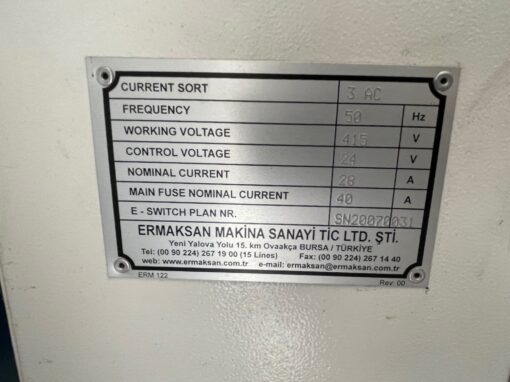 CURRENT SORT 3 AC
FREQUENCY 50 Hz
WORKING VOLTAGE 415 V
CONTROL VOLTAGE 24 V
NOMINAL CURRENT 28 A
MAIN FUSE NOMINAL CURRENT 40 A
E - SWITCH PLAN NR. SN20070031
ERMAKSAN MAKİNA SANAYİ TİC LTD. ŞTİ.
Yeni Yalova Yolu 15. km Ovaakça BURSA / TÜRKİYE
Tel: (00 90 224) 267 19 00 (15 Lines) Fax: (00 90 224) 267 14 40
web: www.ermaksan.com.tr e-mail: ermaksan@ermaksan.com.tr
ERM 122 Rev: 00